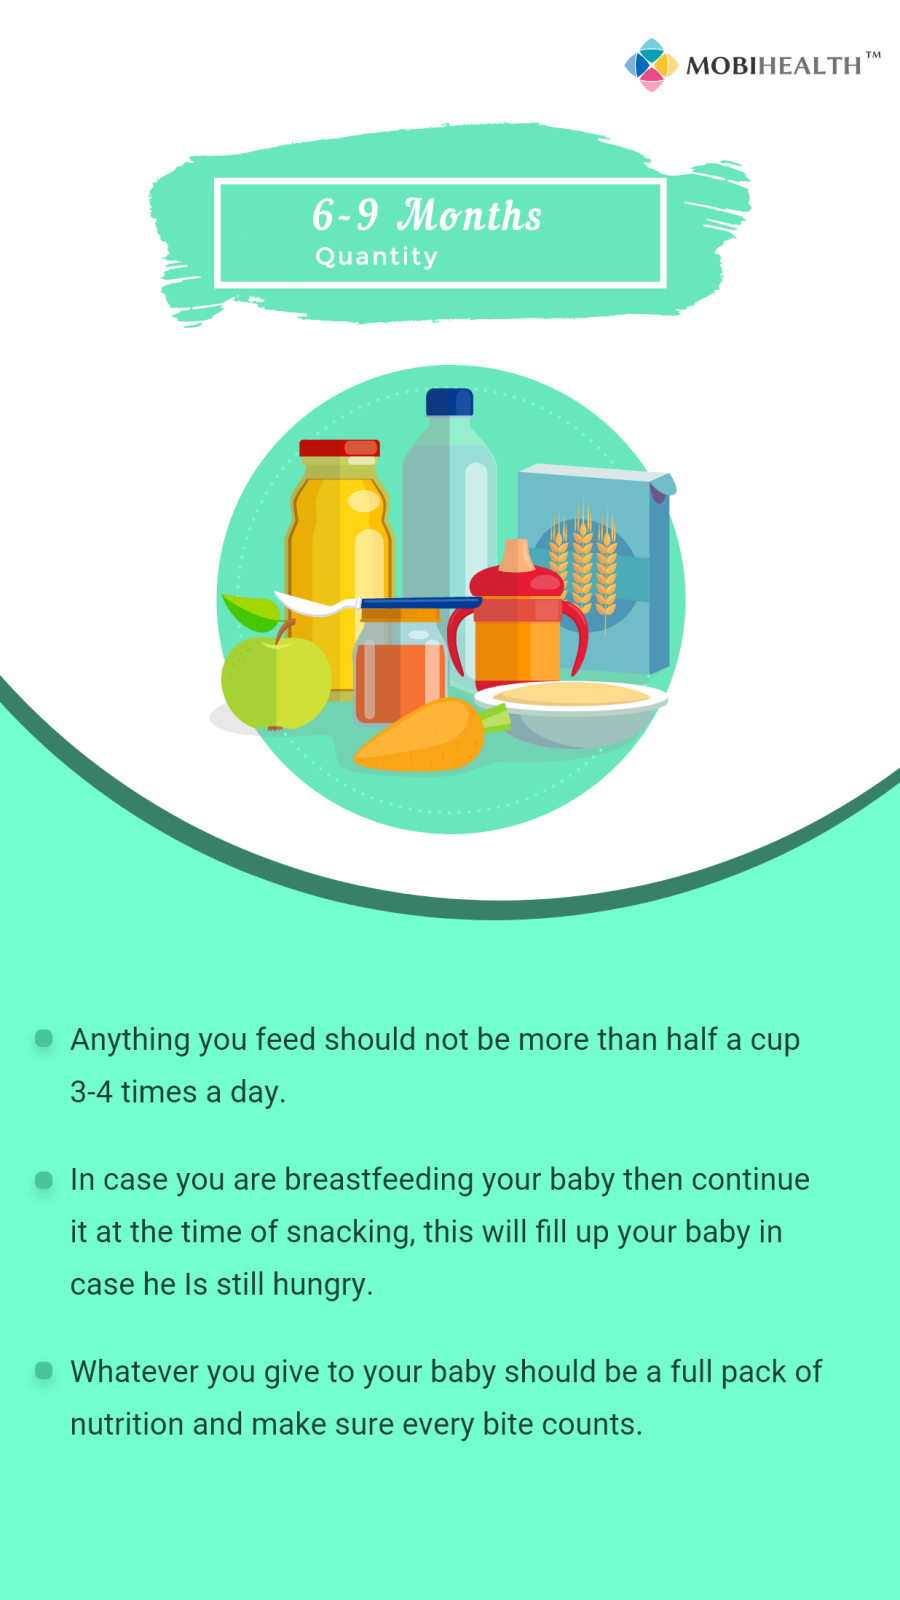 MOBIHEALTH™
6-9 Months
Quantity
Anything you feed should not be more than half a cup
3-4 times a day.
In case you are breastfeeding your baby then continue
it at the time of snacking, this will fill up your baby in
case he Is still hungry.
Whatever you give to your baby should be a full pack of
nutrition and make sure every bite counts.